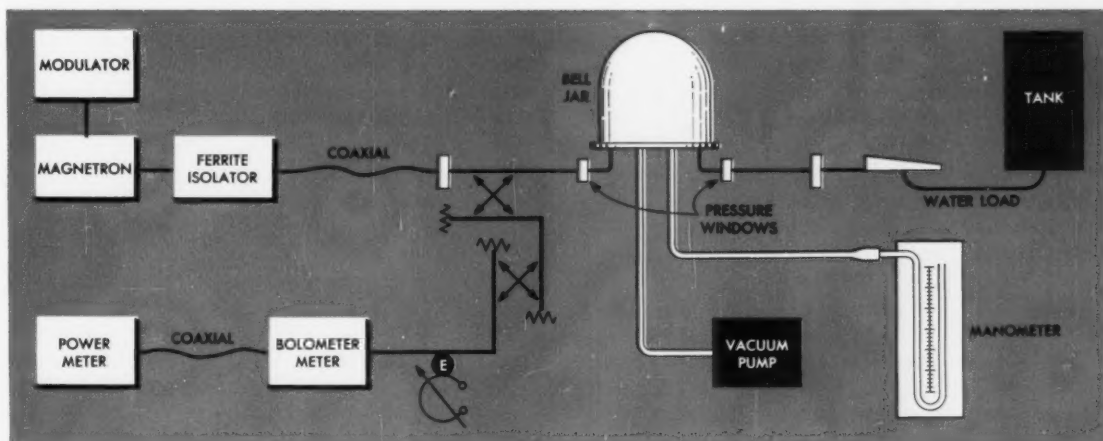 MODULATOR
MAGNETRON
FERRITE
ISOLATOR
COAXIAL
BELL
JAR
PRESSURE
WINDOWS
TANK
WATER LOAD
POWER
METER
COAXIAL
BOLOMETER
METER
E
VACUUM
PUMP
MANOMETER